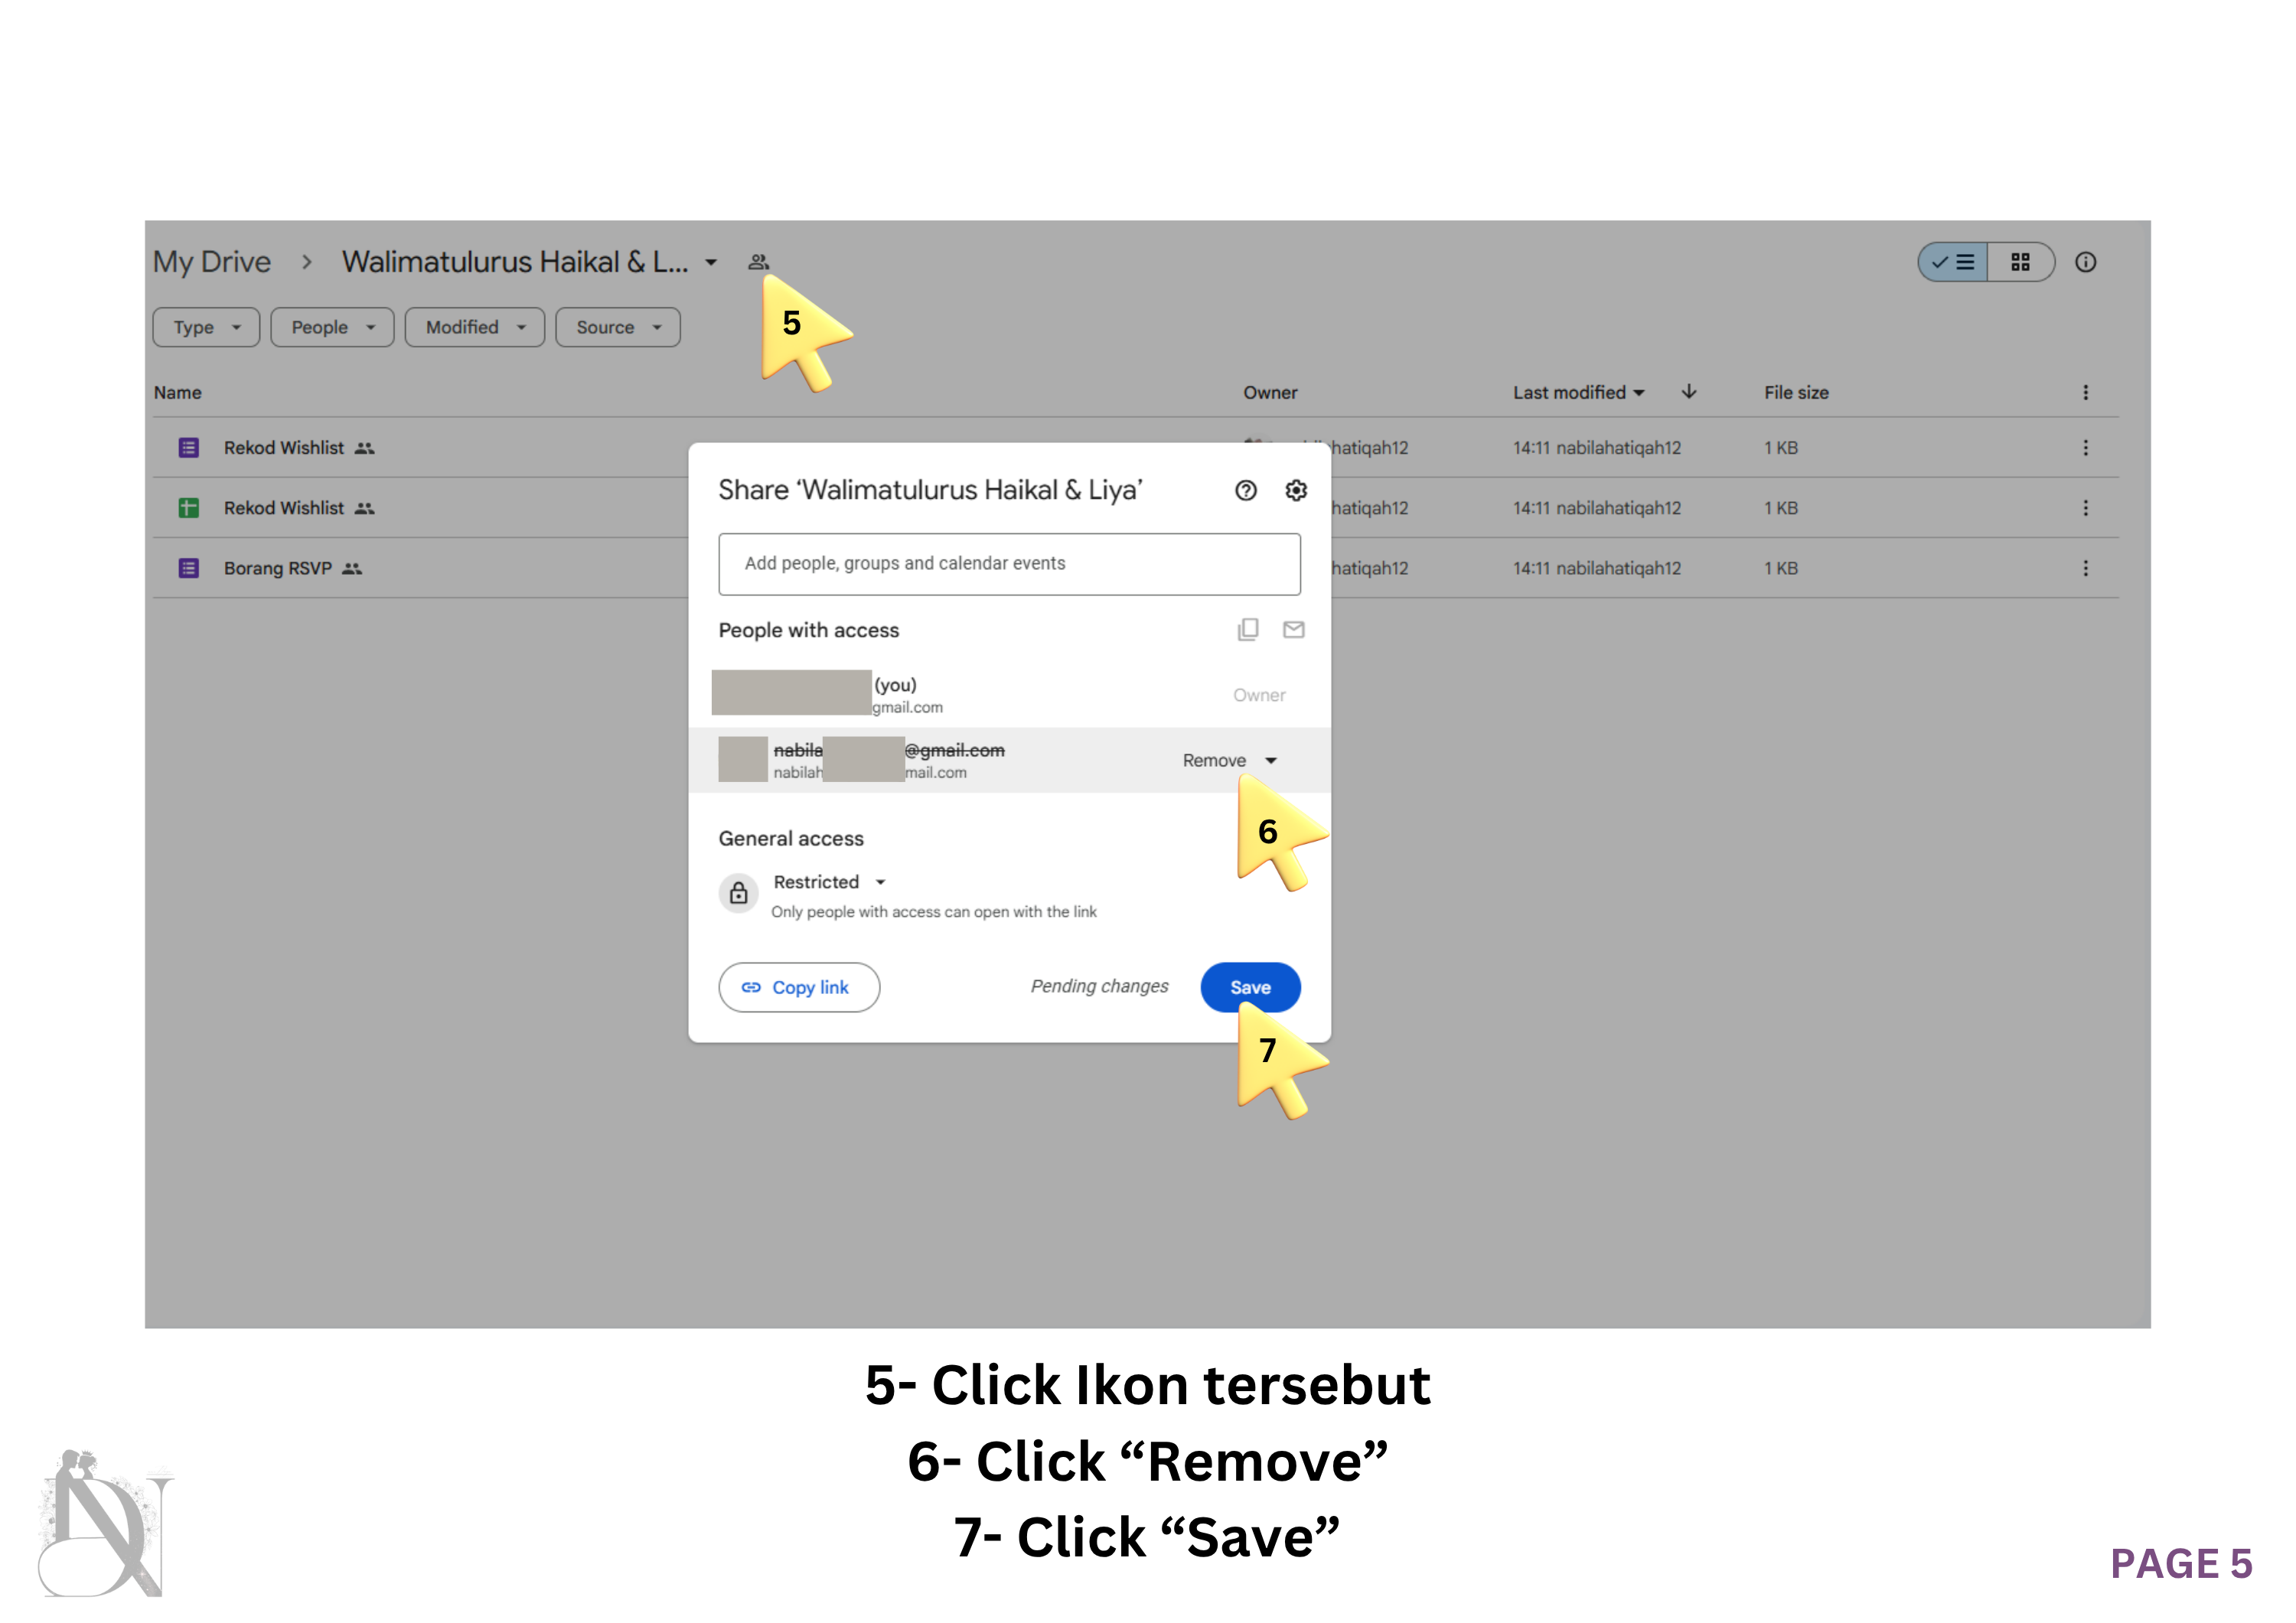 My Drive > Walimatulurus Haikal & L...
Type People Modified Source
5
Name Owner Last modified File size
Rekod Wishlist hatiqah12 14:11 nabilahatiqah12 1 KB
Rekod Wishlist hatiqah12 14:11 nabilahatiqah12 1 KB
Borang RSVP hatiqah12 14:11 nabilahatiqah12 1 KB
Share ‘Walimatulurus Haikal & Liya’
Add people, groups and calendar events
People with access
(you)
gmail.com
Owner
nabila @gmail.com
nabilah mail.com
Remove
6
General access
Restricted
Only people with access can open with the link
Copy link Pending changes Save
7
5- Click Ikon tersebut
6- Click “Remove”
7- Click “Save”
PAGE 5